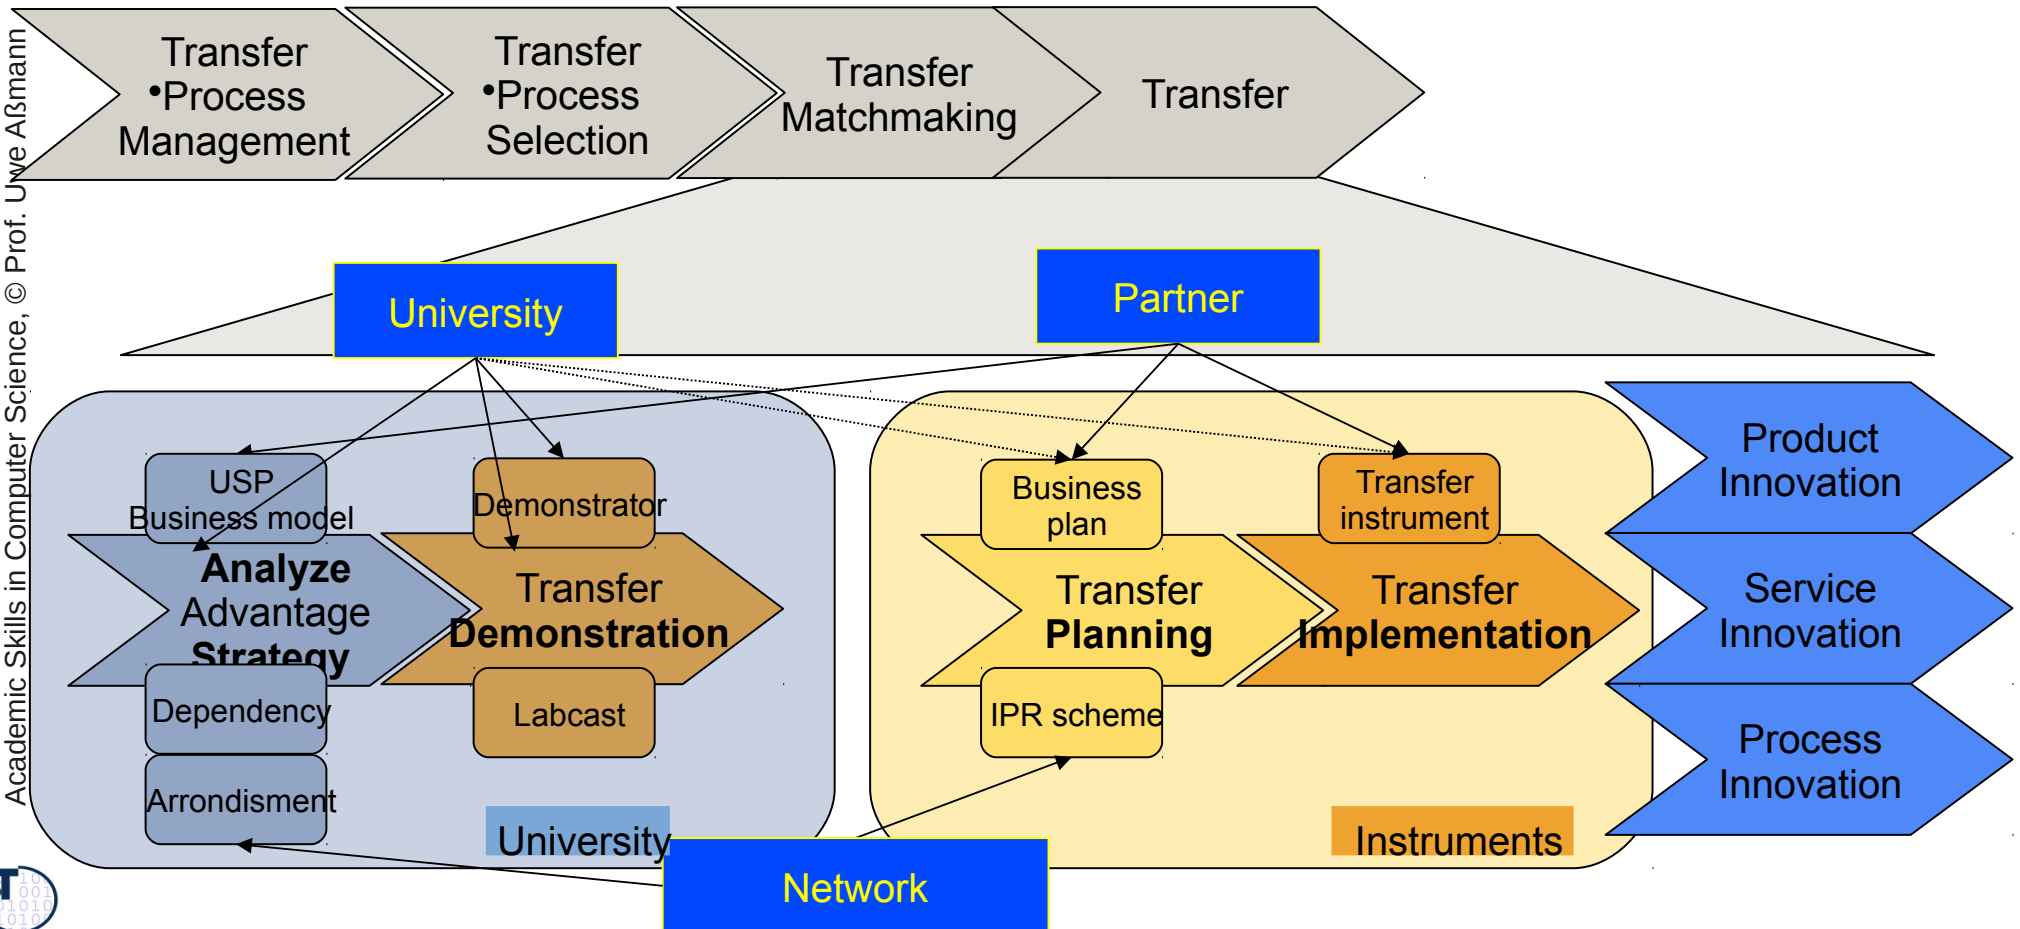 Academic Skills in Computer Science, © Prof. Uwe Aßmann
Transfer
•Process
Management
Transfer
•Process
Selection
Transfer
Matchmaking
Transfer
University
Partner
USP
Business model
Analyze
Advantage
Strategy
Dependency
Arrondisment
Demonstrator
Transfer
Demonstration
Labcast
University
Business
plan
Transfer
Planning
IPR scheme
Transfer
instrument
Transfer
Implementation
Instruments
Network
Product
Innovation
Service
Innovation
Process
Innovation